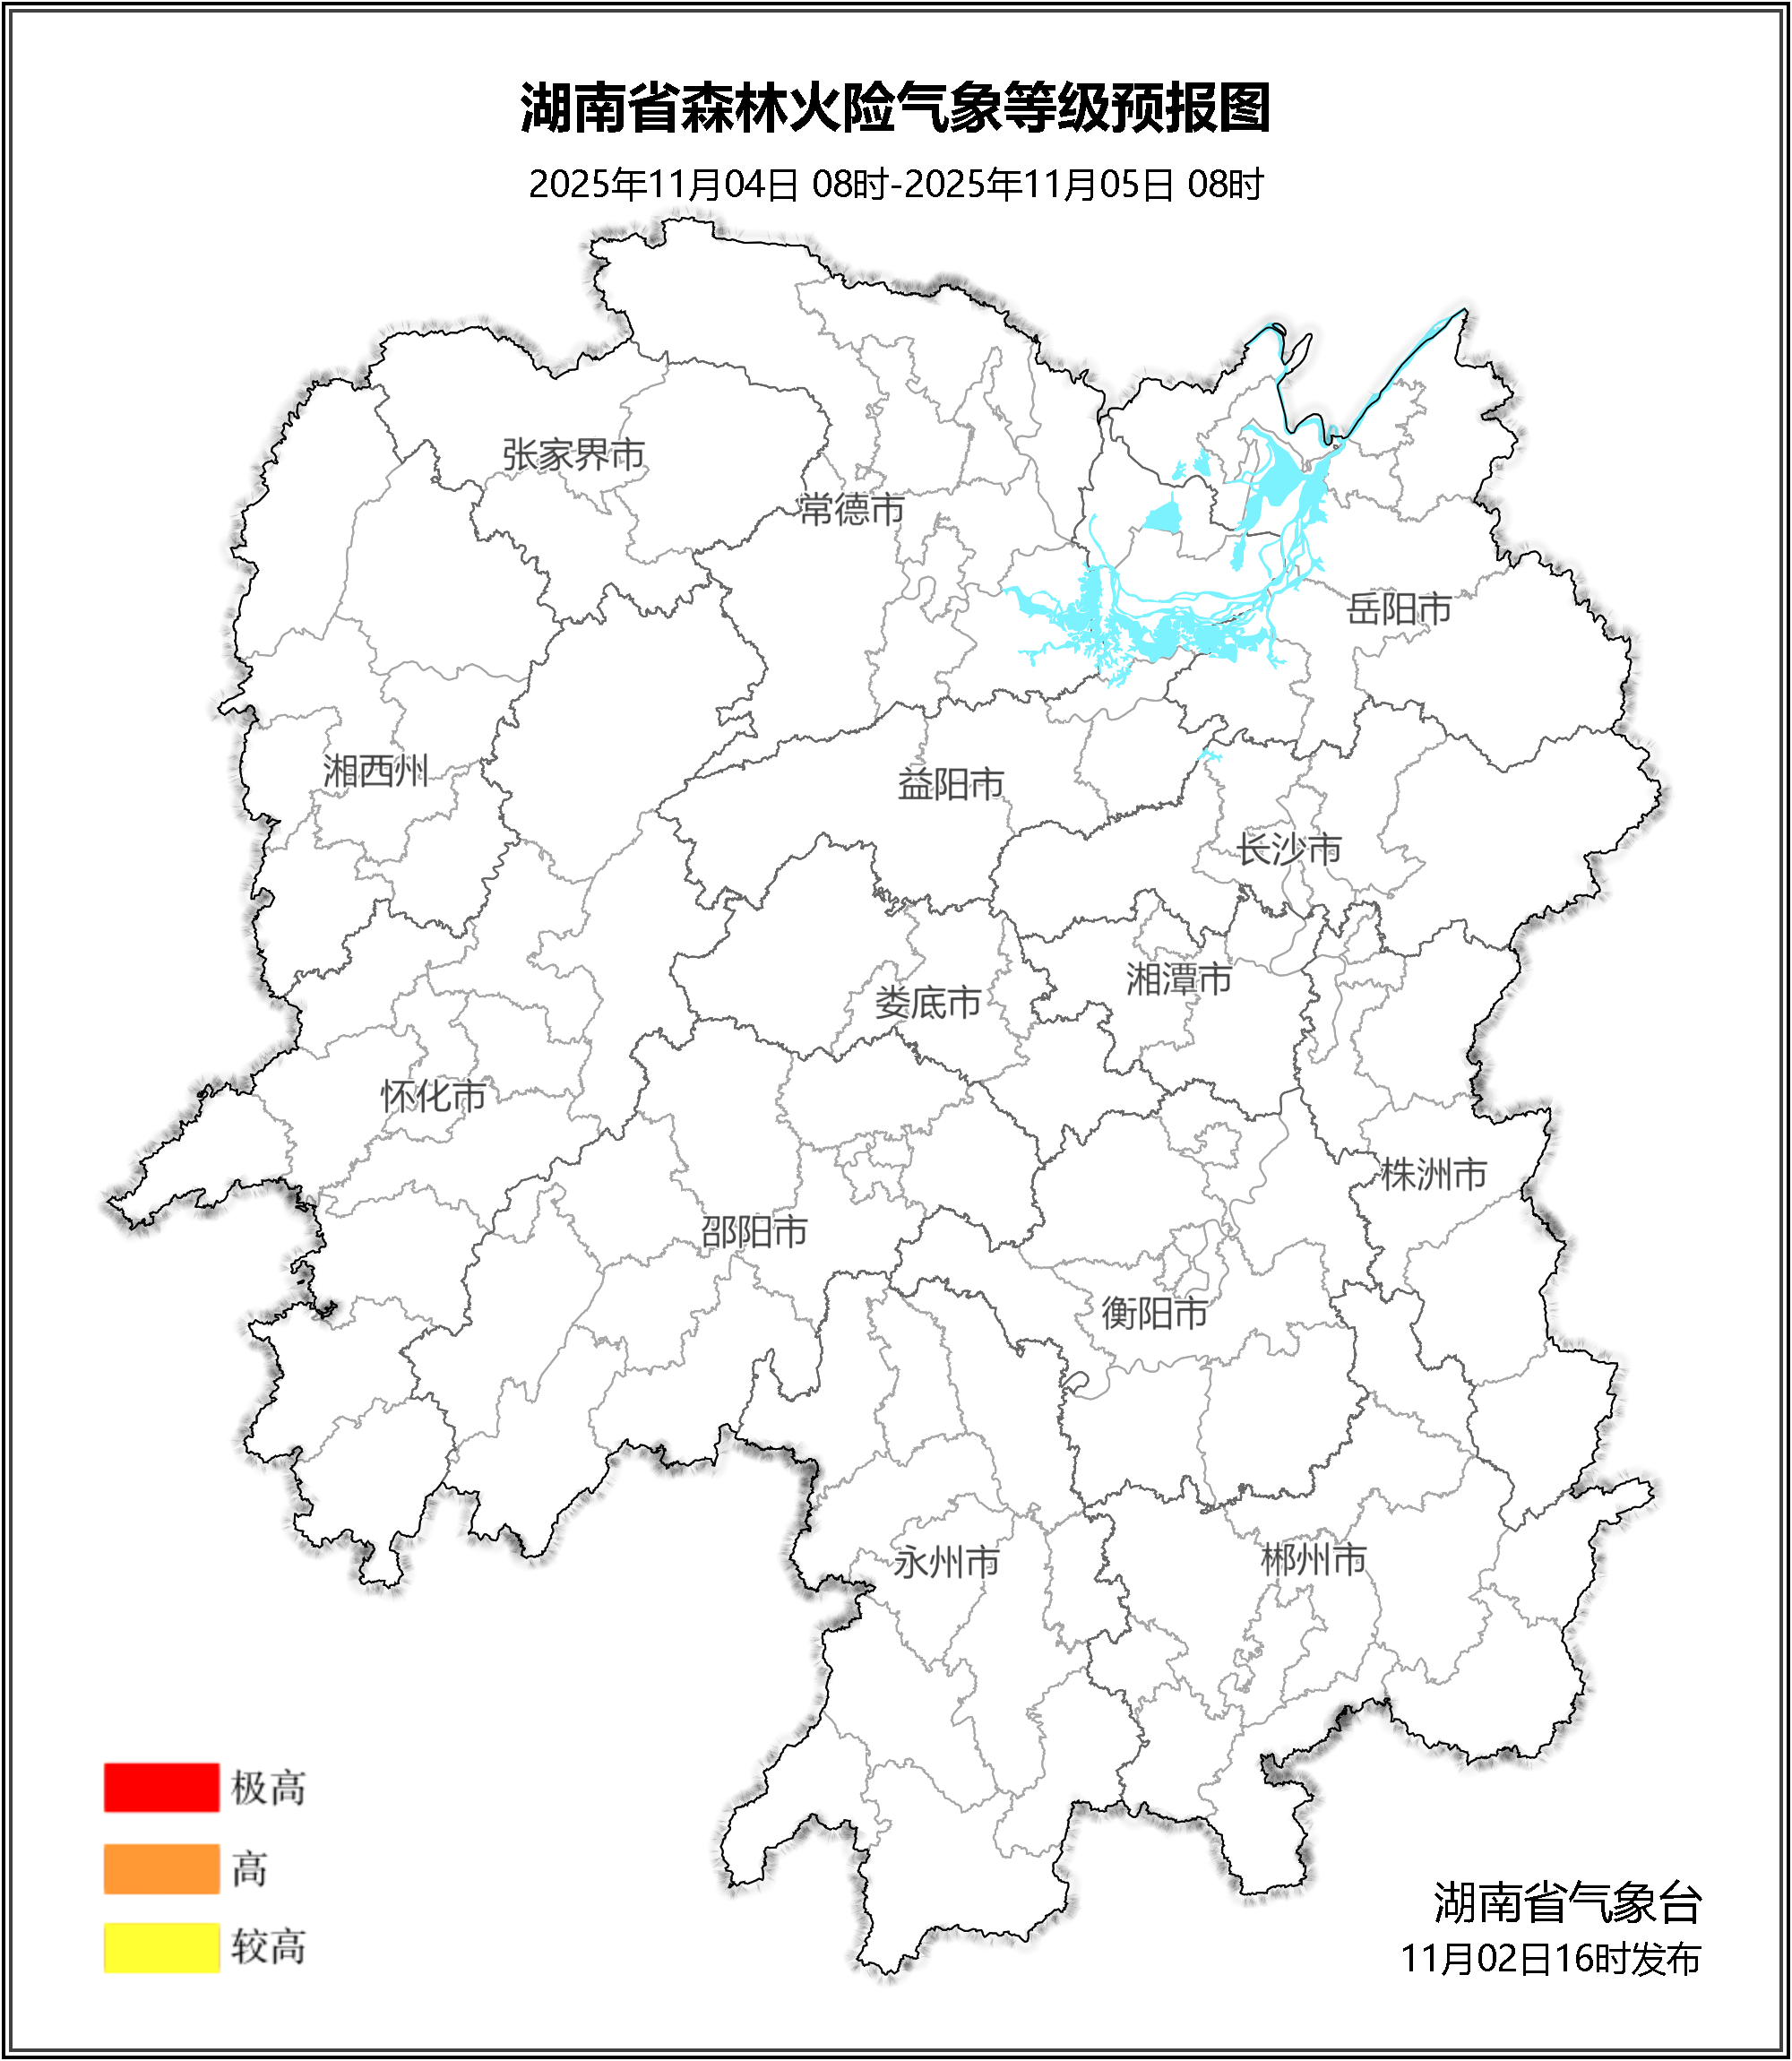 湖南省森林火险气象等级预报图
2025年11月04日 08时-2025年11月05日 08时
张家界市
常德市
岳阳市
湘西州
益阳市
长沙市
湘潭市
娄底市
怀化市
株洲市
邵阳市
衡阳市
永州市
郴州市
极高
高
较高
湖南省气象台
11月02日16时发布